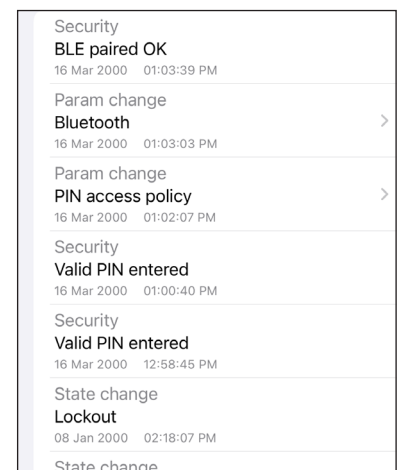 Security
BLE paired OK
16 Mar 2000 01:03:39 PM
Param change
Bluetooth
16 Mar 2000 01:03:03 PM
Param change
PIN access policy
16 Mar 2000 01:02:07 PM
Security
Valid PIN entered
16 Mar 2000 01:00:40 PM
Security
Valid PIN entered
16 Mar 2000 12:58:45 PM
State change
Lockout
08 Jan 2000 02:18:07 PM
State change